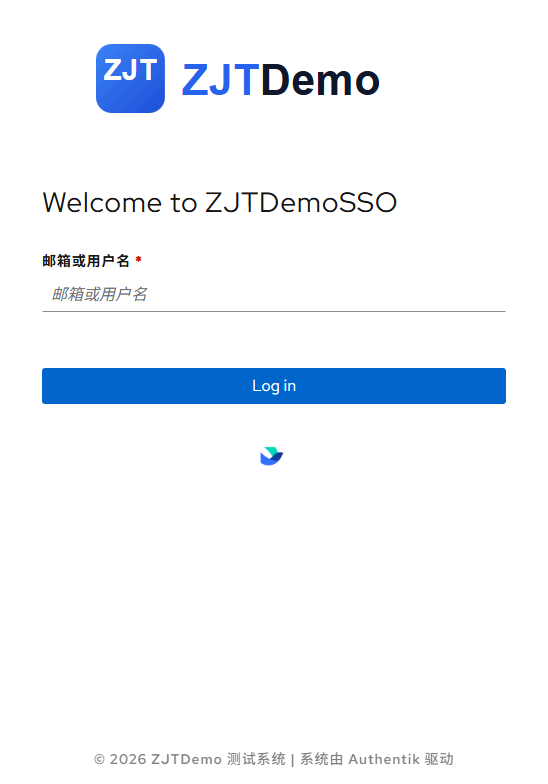 ZJT
ZJTDemo
Welcome to ZJTDemoSSO
邮箱或用户名 *
邮箱或用户名
Log in
© 2026 ZJTDemo 测试系统 | 系统由 Authentik 驱动